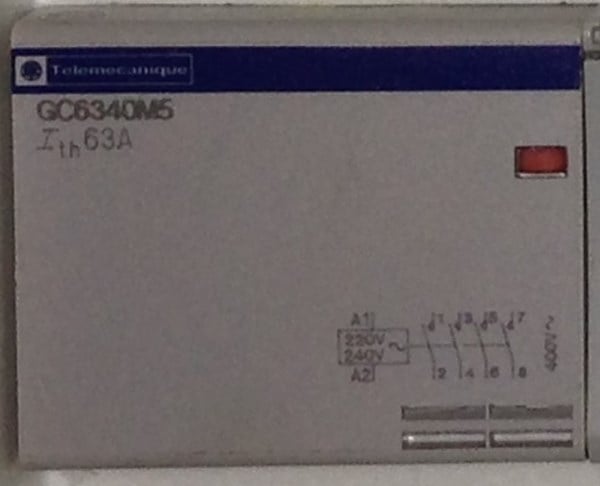 Telemecanique
GC6340M5
Ith 63A
A1 1 3 5 7
220V
240V ~
A2 2 4 6 8
400V~